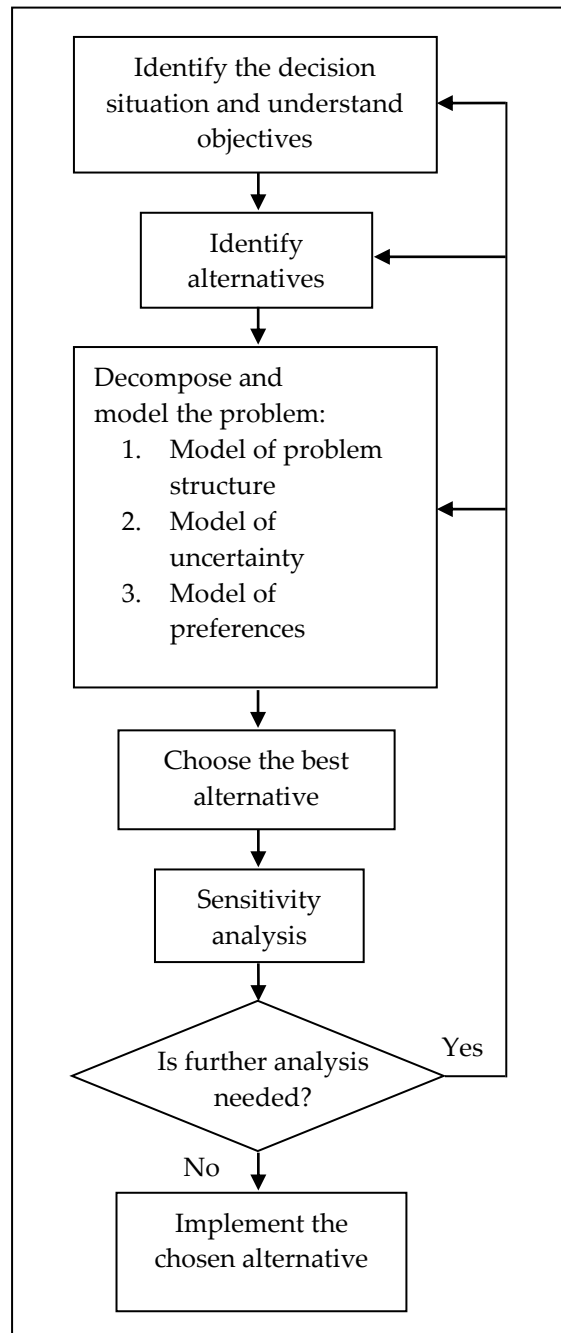 Identify the decision
situation and understand
objectives
Identify
alternatives
Decompose and
model the problem:
1. Model of problem
structure
2. Model of
uncertainty
3. Model of
preferences
Choose the best
alternative
Sensitivity
analysis
Is further analysis
needed?
Yes
No
Implement the
chosen alternative